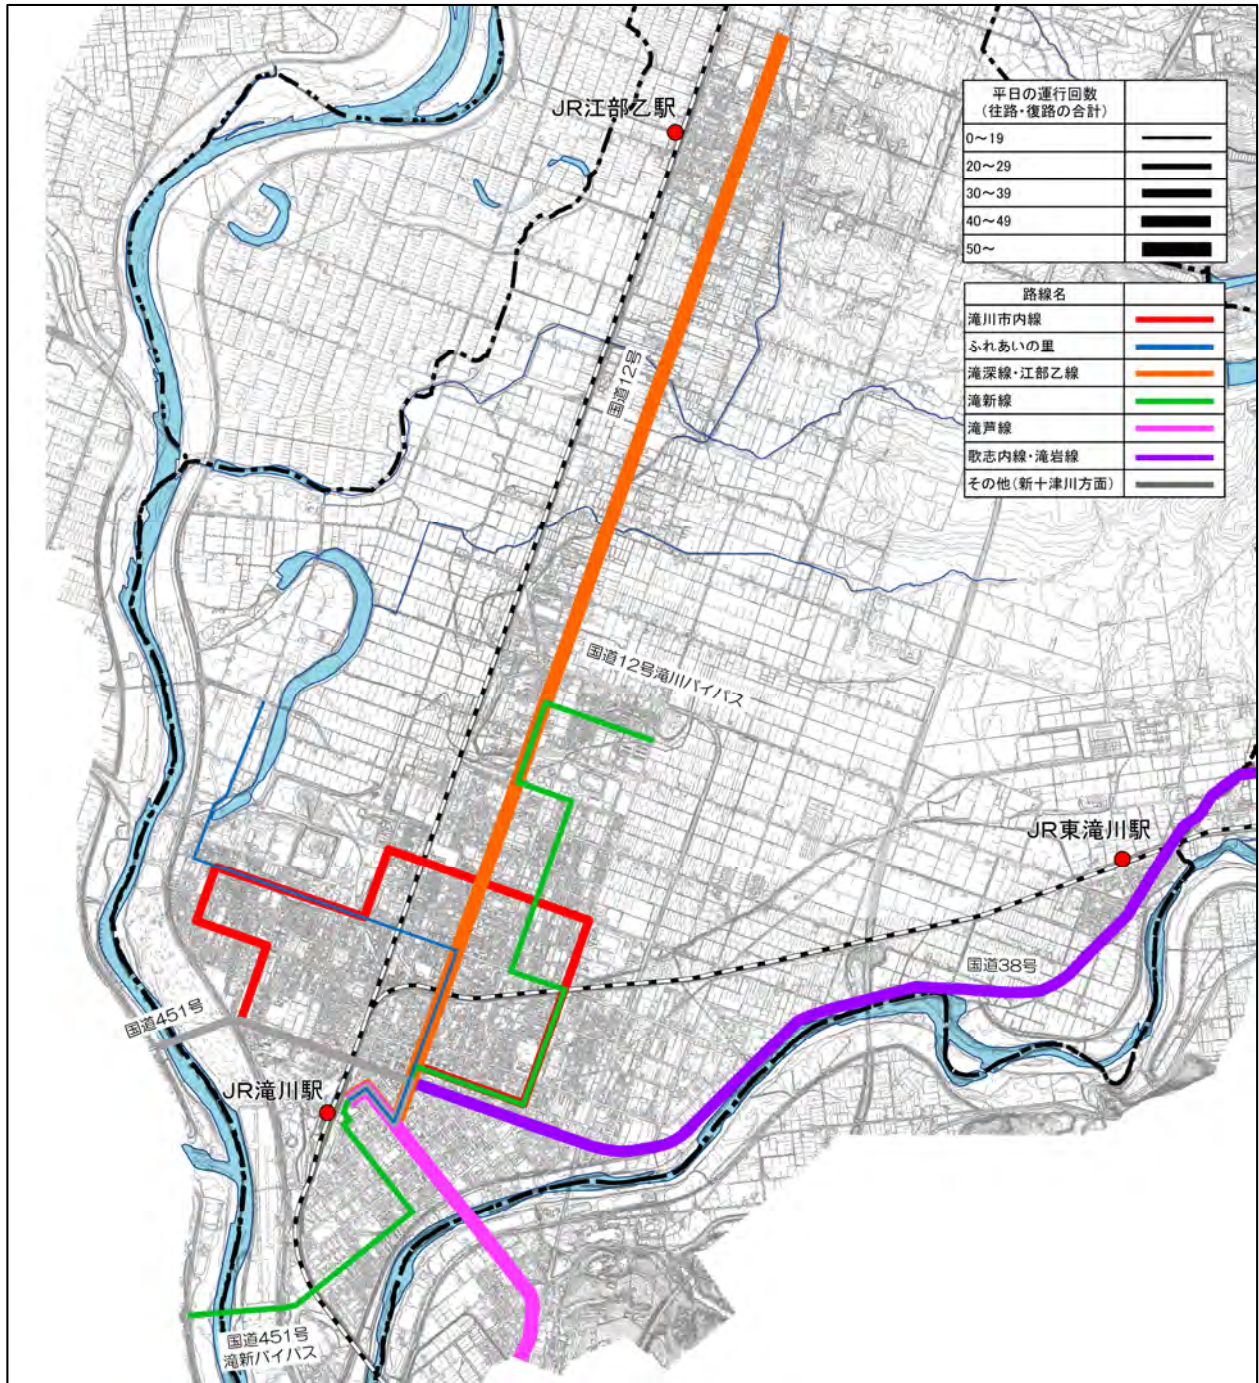 JR江部乙駅
平日の運行回数
(往路・復路の合計)
0～19
20～29
30～39
40～49
50～
路線名
滝川市内線
ふれあいの里
滝深線・江部乙線
滝新線
滝芦線
歌志内線・滝岩線
その他(新十津川方面)
国道12号
国道12号滝川バイパス
JR東滝川駅
国道38号
国道451号
JR滝川駅
国道451号
滝新バイパス